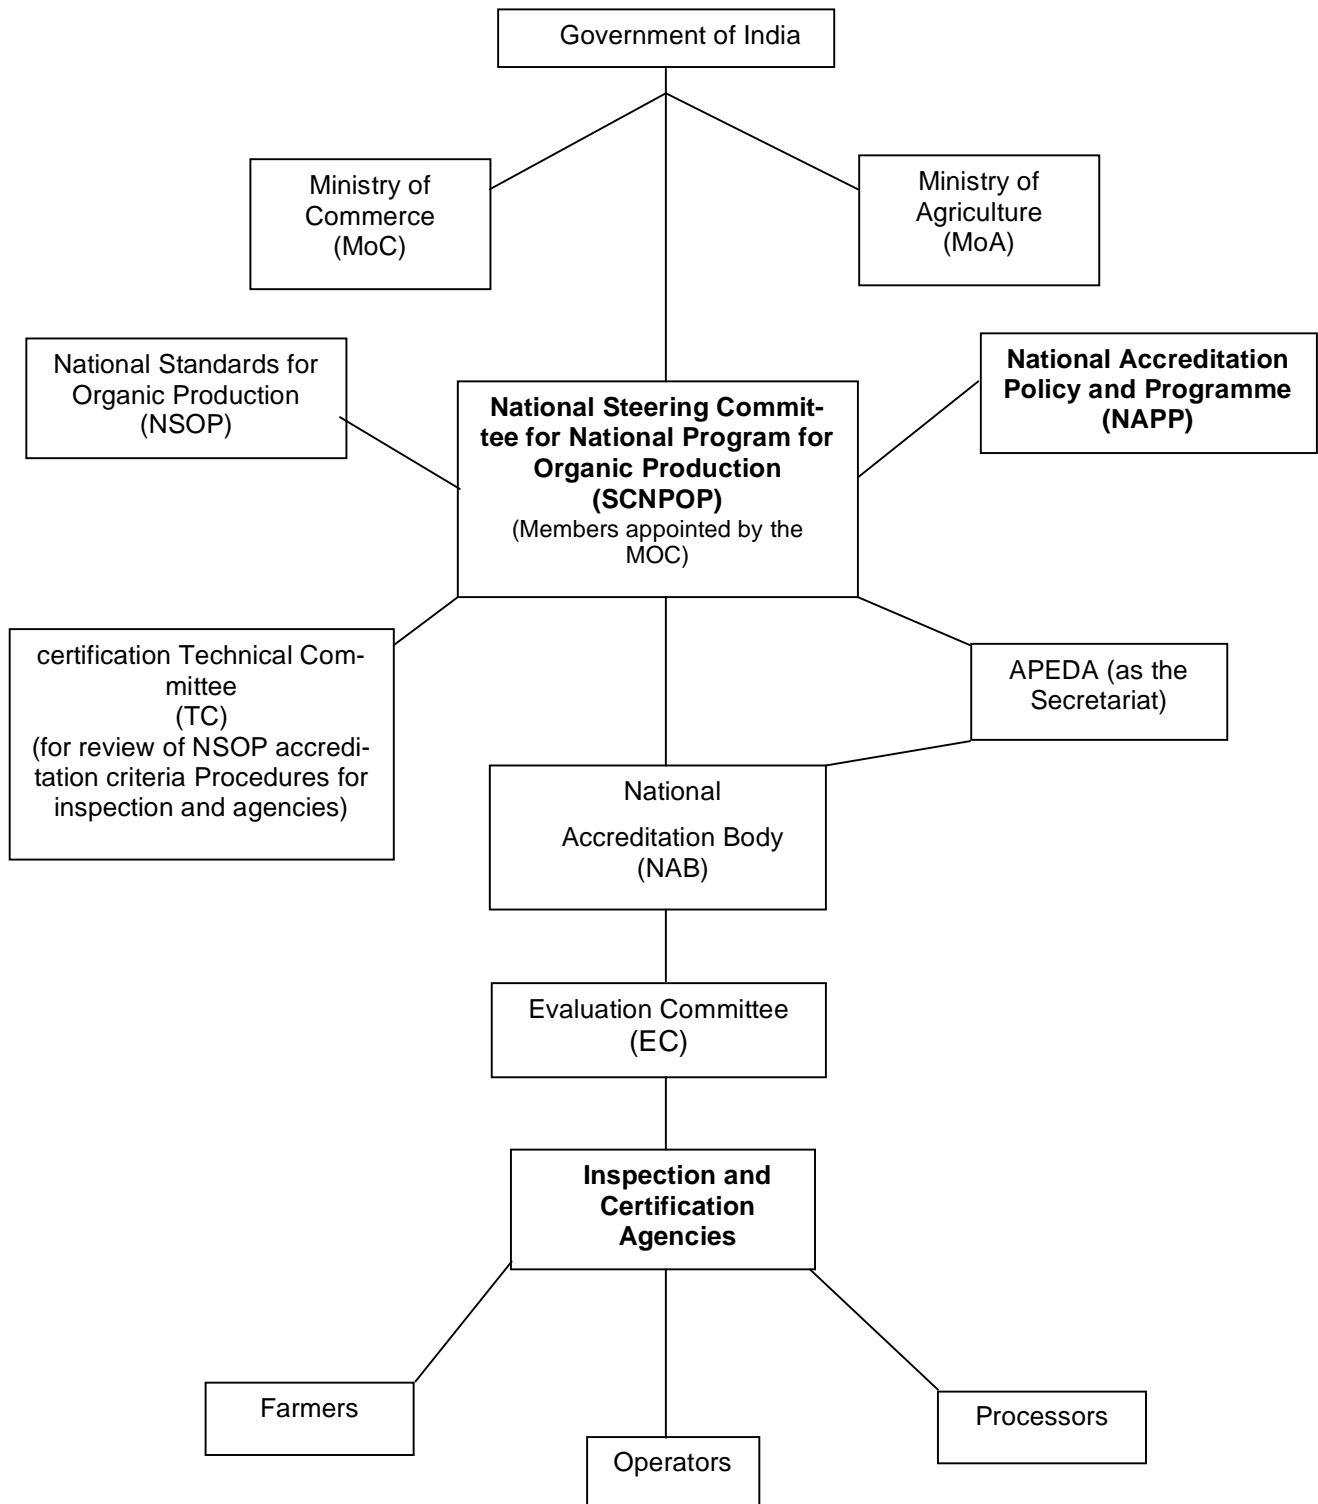 Government of India
Ministry of
Commerce
(MoC)
Ministry of
Agriculture
(MoA)
National Standards for
Organic Production
(NSOP)
National Accreditation
Policy and Programme
(NAPP)
National Steering Commit-
tee for National Program for
Organic Production
(SCNPOP)
(Members appointed by the
MOC)
certification Technical Com-
mittee
(TC)
(for review of NSOP accredi-
tation criteria Procedures for
inspection and agencies)
APEDA (as the
Secretariat)
National
Accreditation Body
(NAB)
Evaluation Committee
(EC)
Inspection and
Certification
Agencies
Farmers
Operators
Processors